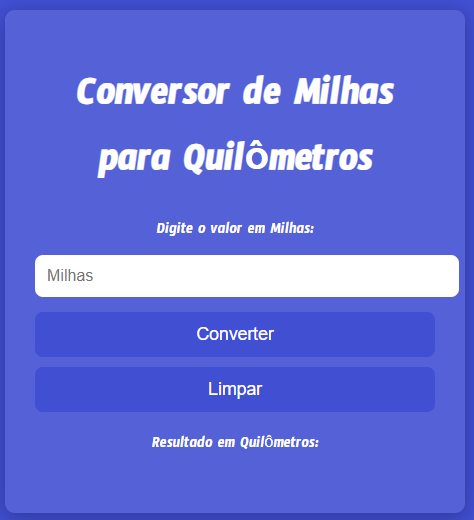 Conversor de Milhas
para Quilômetros
Digite o valor em Milhas:
Milhas
Converter
Limpar
Resultado em Quilômetros: